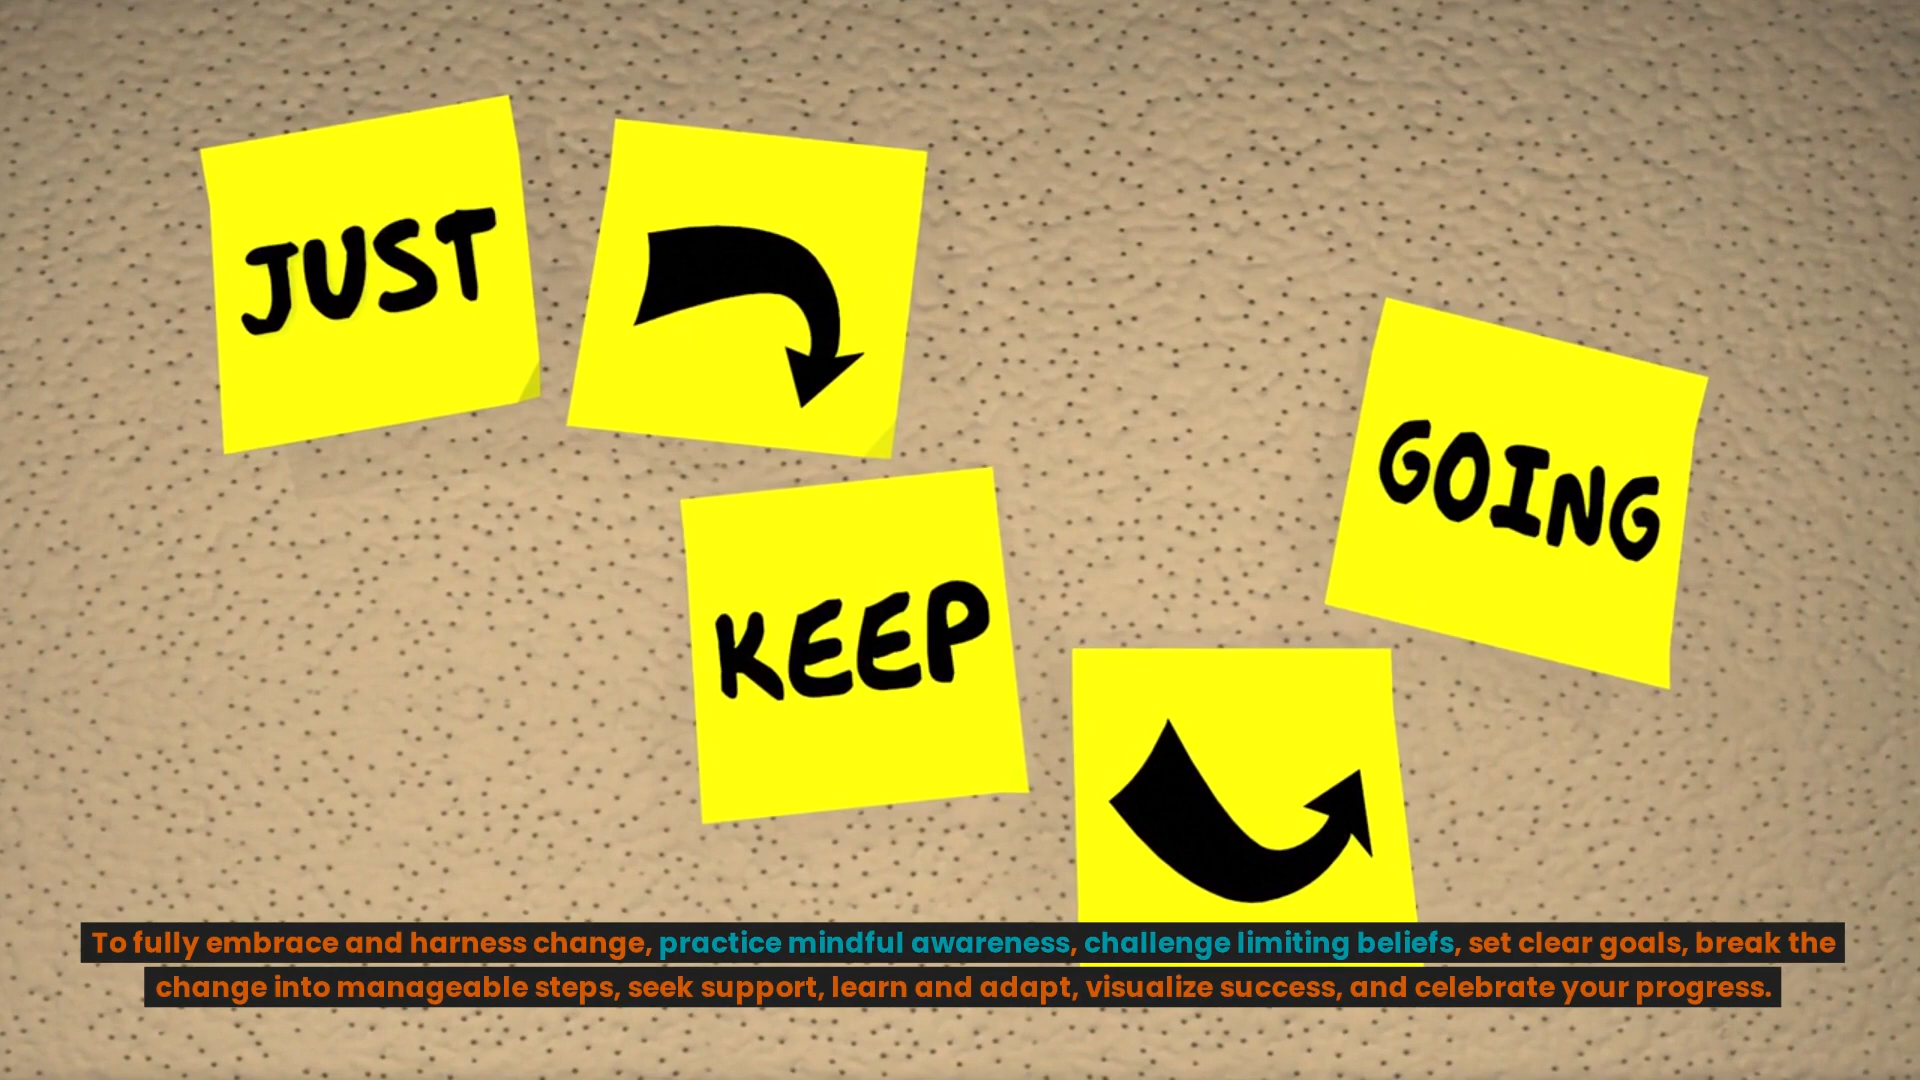 JUST
KEEP
GOING
To fully embrace and harness change, practice mindful awareness, challenge limiting beliefs, set clear goals, break the
change into manageable steps, seek support, learn and adapt, visualize success, and celebrate your progress.